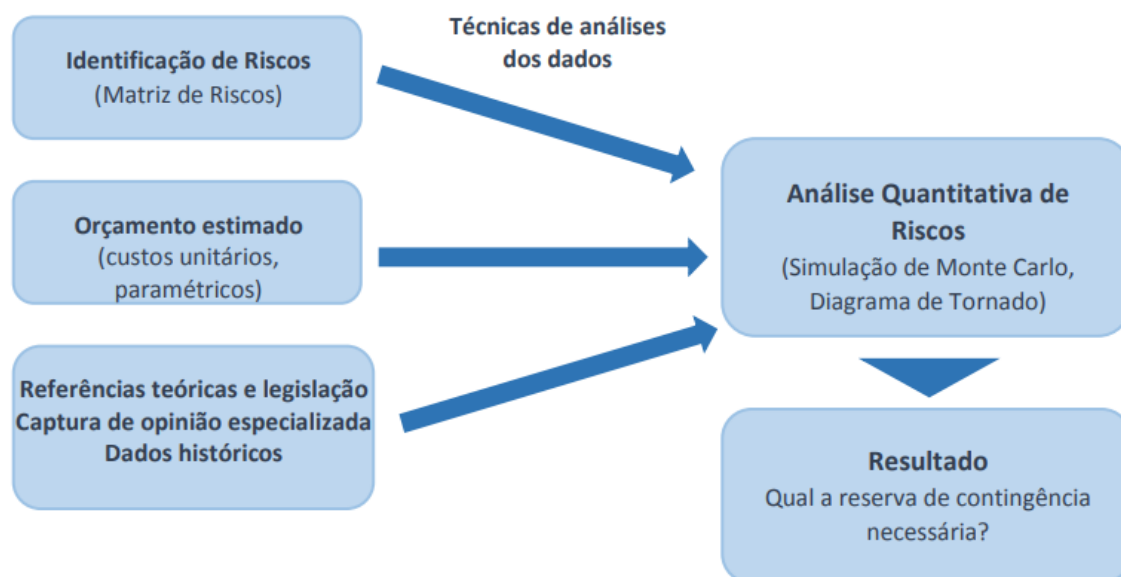 Identificação de Riscos
(Matriz de Riscos)
Técnicas de análises
dos dados
Orçamento estimado
(custos unitários,
paramétricos)
Referências teóricas e legislação
Captura de opinião especializada
Dados históricos
Análise Quantitativa de
Riscos
(Simulação de Monte Carlo,
Diagrama de Tornado)
Resultado
Qual a reserva de contingência
necessária?